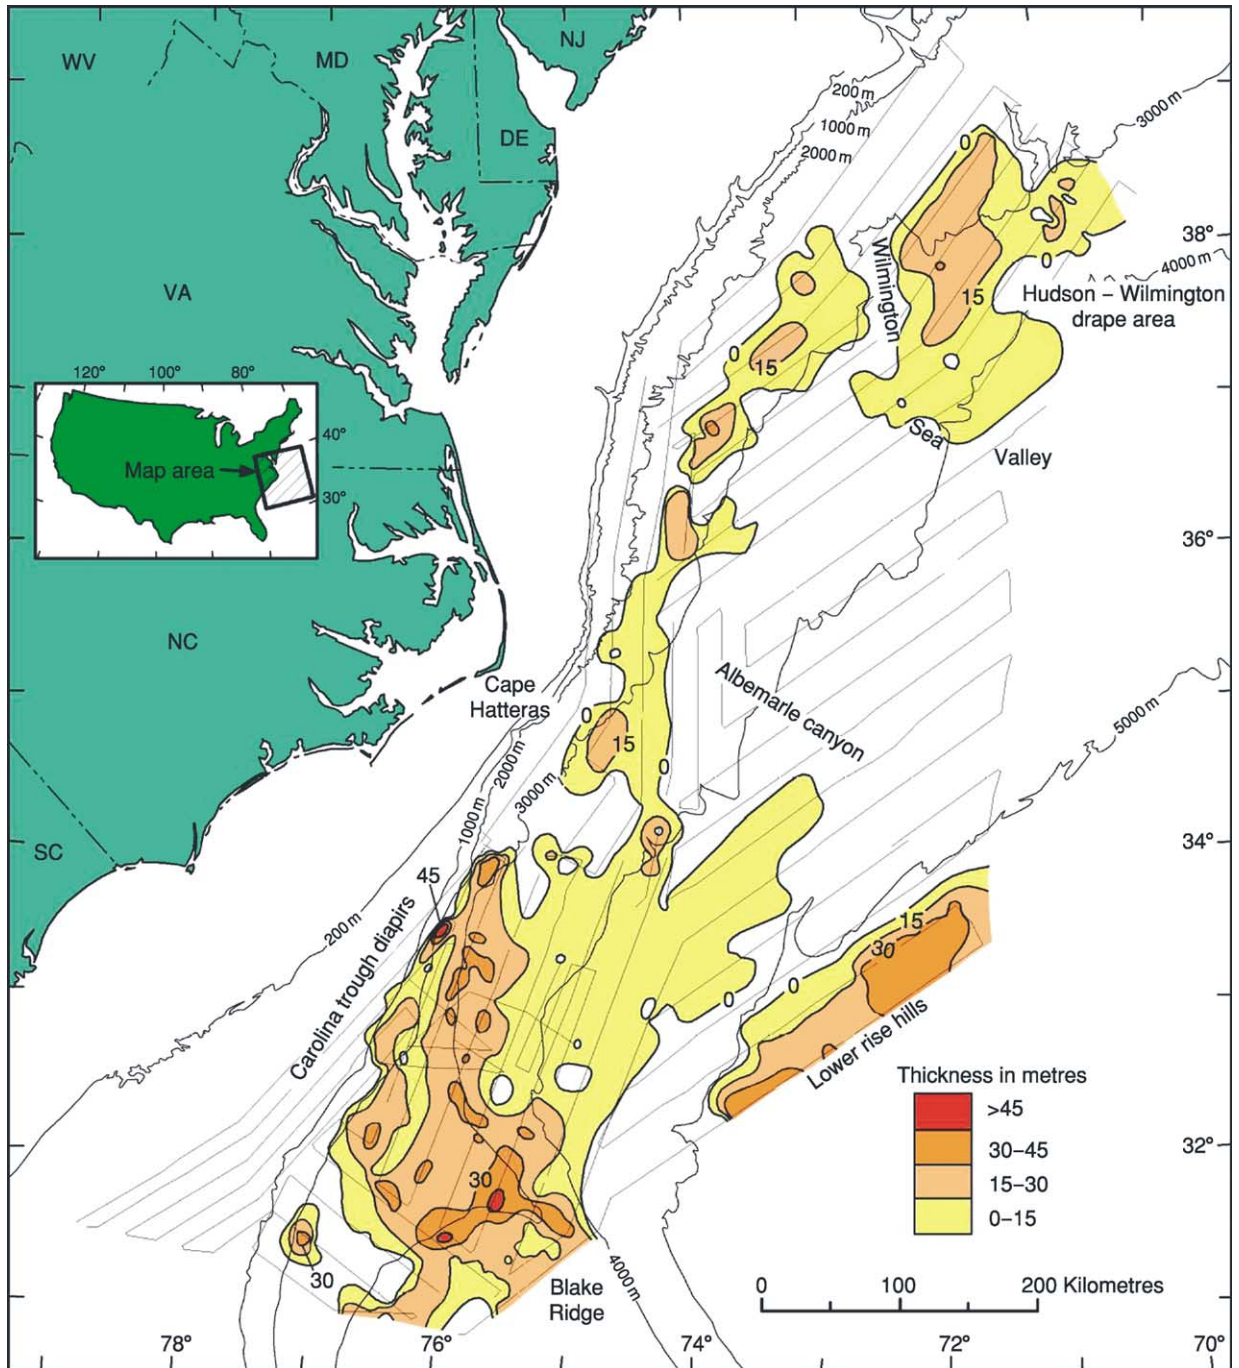 NJ
WV
MD
200 m
3000 m
1000 m
DE
2000 m
0
38°
Wilmington
0
4000 m
VA
15
Hudson – Wilmington
drape area
0
15
120°
100°
80°
Sea
40°
Valley
Map area
30°
36°
NC
Albemarle canyon
Cape
Hatteras
5000 m
0
15
2000 m
0
3000 m
1000 m
34°
SC
45
200 m
15
30
Carolina trough diapirs
0
0
Lower rise hills
Thickness in metres
>45
32°
30–45
30
15–30
0–15
30
4000 m
Blake
Ridge
0
100
200 Kilometres
78°
76°
74°
72°
70°